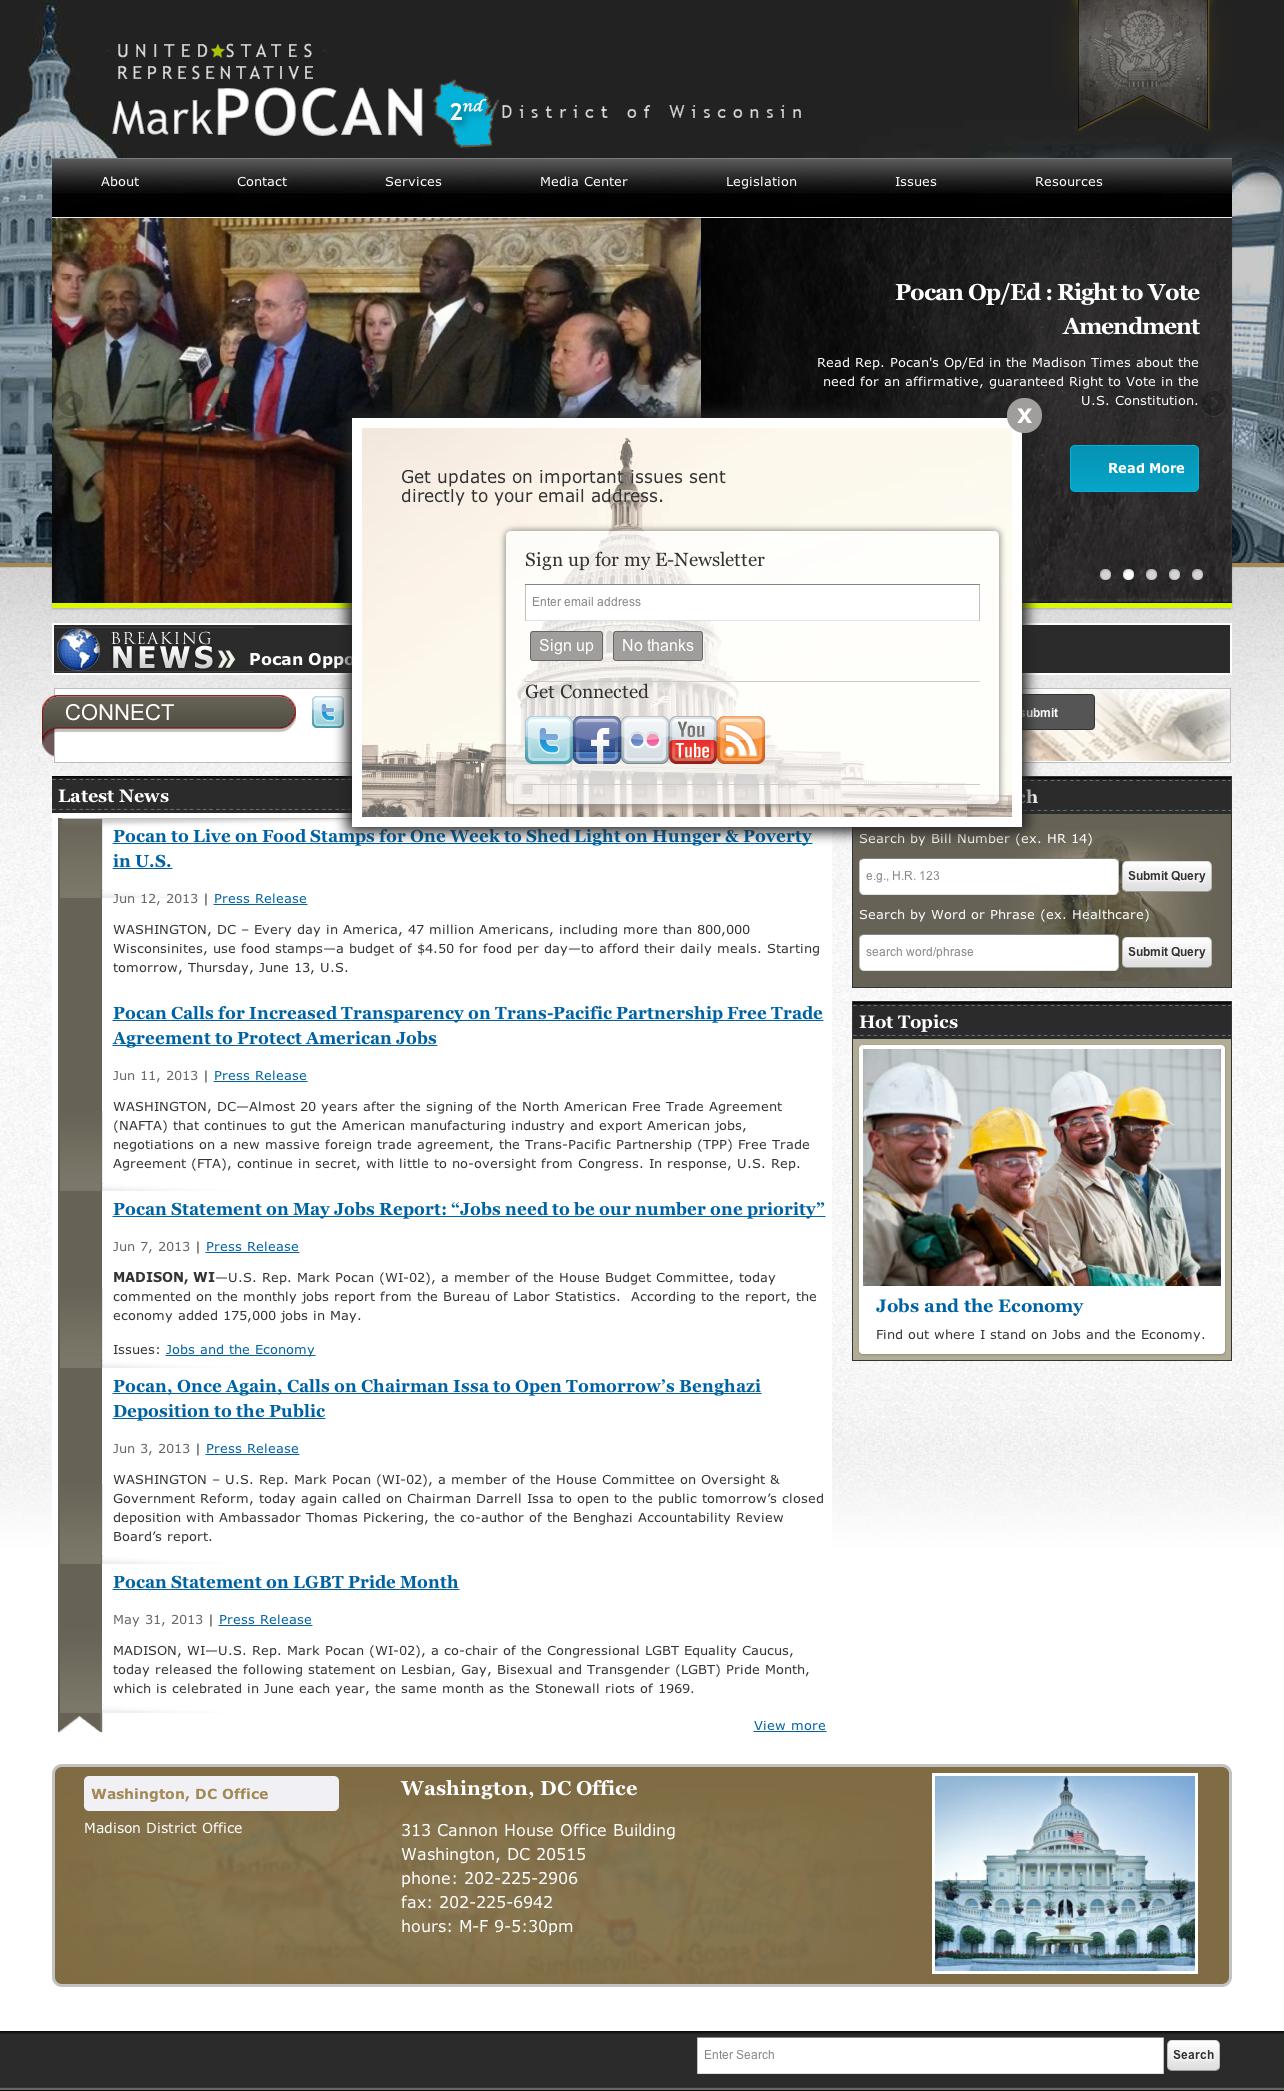 UNITED STATES
REPRESENTATIVE
Mark POCAN 2nd District of Wisconsin
About Contact Services Media Center Legislation Issues Resources
Pocan Op/Ed : Right to Vote
Amendment
Read Rep. Pocan's Op/Ed in the Madison Times about the
need for an affirmative, guaranteed Right to Vote in the
U.S. Constitution.
Read More
X
Get updates on important issues sent
directly to your email address.
Sign up for my E-Newsletter
Enter email address
Sign up No thanks
Get Connected
You
Tube
BREAKING
NEWS» Pocan
CONNECT
submit
Latest News
Pocan to Live on Food Stamps for One Week to Shed Light on Hunger & Poverty
in U.S.
Jun 12, 2013 | Press Release
WASHINGTON, DC – Every day in America, 47 million Americans, including more than 800,000
Wisconsinites, use food stamps—a budget of $4.50 for food per day—to afford their daily meals. Starting
tomorrow, Thursday, June 13, U.S.
Pocan Calls for Increased Transparency on Trans-Pacific Partnership Free Trade
Agreement to Protect American Jobs
Jun 11, 2013 | Press Release
WASHINGTON, DC—Almost 20 years after the signing of the North American Free Trade Agreement
(NAFTA) that continues to gut the American manufacturing industry and export American jobs,
negotiations on a new massive foreign trade agreement, the Trans-Pacific Partnership (TPP) Free Trade
Agreement (FTA), continue in secret, with little to no-oversight from Congress. In response, U.S. Rep.
Pocan Statement on May Jobs Report: “Jobs need to be our number one priority”
Jun 7, 2013 | Press Release
MADISON, WI—U.S. Rep. Mark Pocan (WI-02), a member of the House Budget Committee, today
commented on the monthly jobs report from the Bureau of Labor Statistics.  According to the report, the
economy added 175,000 jobs in May.
Issues: Jobs and the Economy
Pocan, Once Again, Calls on Chairman Issa to Open Tomorrow’s Benghazi
Deposition to the Public
Jun 3, 2013 | Press Release
WASHINGTON – U.S. Rep. Mark Pocan (WI-02), a member of the House Committee on Oversight &
Government Reform, today again called on Chairman Darrell Issa to open to the public tomorrow’s closed
deposition with Ambassador Thomas Pickering, the co-author of the Benghazi Accountability Review
Board’s report.
Pocan Statement on LGBT Pride Month
May 31, 2013 | Press Release
MADISON, WI—U.S. Rep. Mark Pocan (WI-02), a co-chair of the Congressional LGBT Equality Caucus,
today released the following statement on Lesbian, Gay, Bisexual and Transgender (LGBT) Pride Month,
which is celebrated in June each year, the same month as the Stonewall riots of 1969.
View more
Search by Bill Number (ex. HR 14)
e.g., H.R. 123 Submit Query
Search by Word or Phrase (ex. Healthcare)
search word/phrase Submit Query
Hot Topics
Jobs and the Economy
Find out where I stand on Jobs and the Economy.
Washington, DC Office
Madison District Office
Washington, DC Office
313 Cannon House Office Building
Washington, DC 20515
phone: 202-225-2906
fax: 202-225-6942
hours: M-F 9-5:30pm
Enter Search Search